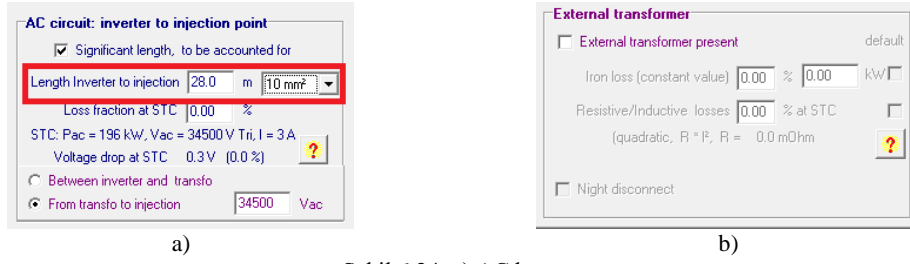 AC circuit: inverter to injection point
Significant length, to be accounted for
Length Inverter to injection 28.0 m 10 mm²
Loss fraction at STC 0.00 %
STC: Pac = 196 kW, Vac = 34500 V Tri, I = 3 A
Voltage drop at STC 0.3 V (0.0 %) ?
Between inverter and transfo
From transfo to injection 34500 Vac
a)
External transformer
External transformer present default
Iron loss (constant value) 0.00 % 0.00 kW
Resistive/Inductive losses 0.00 % at STC
(quadratic, R * I², R = 0.0 mOhm ?
Night disconnect
b)